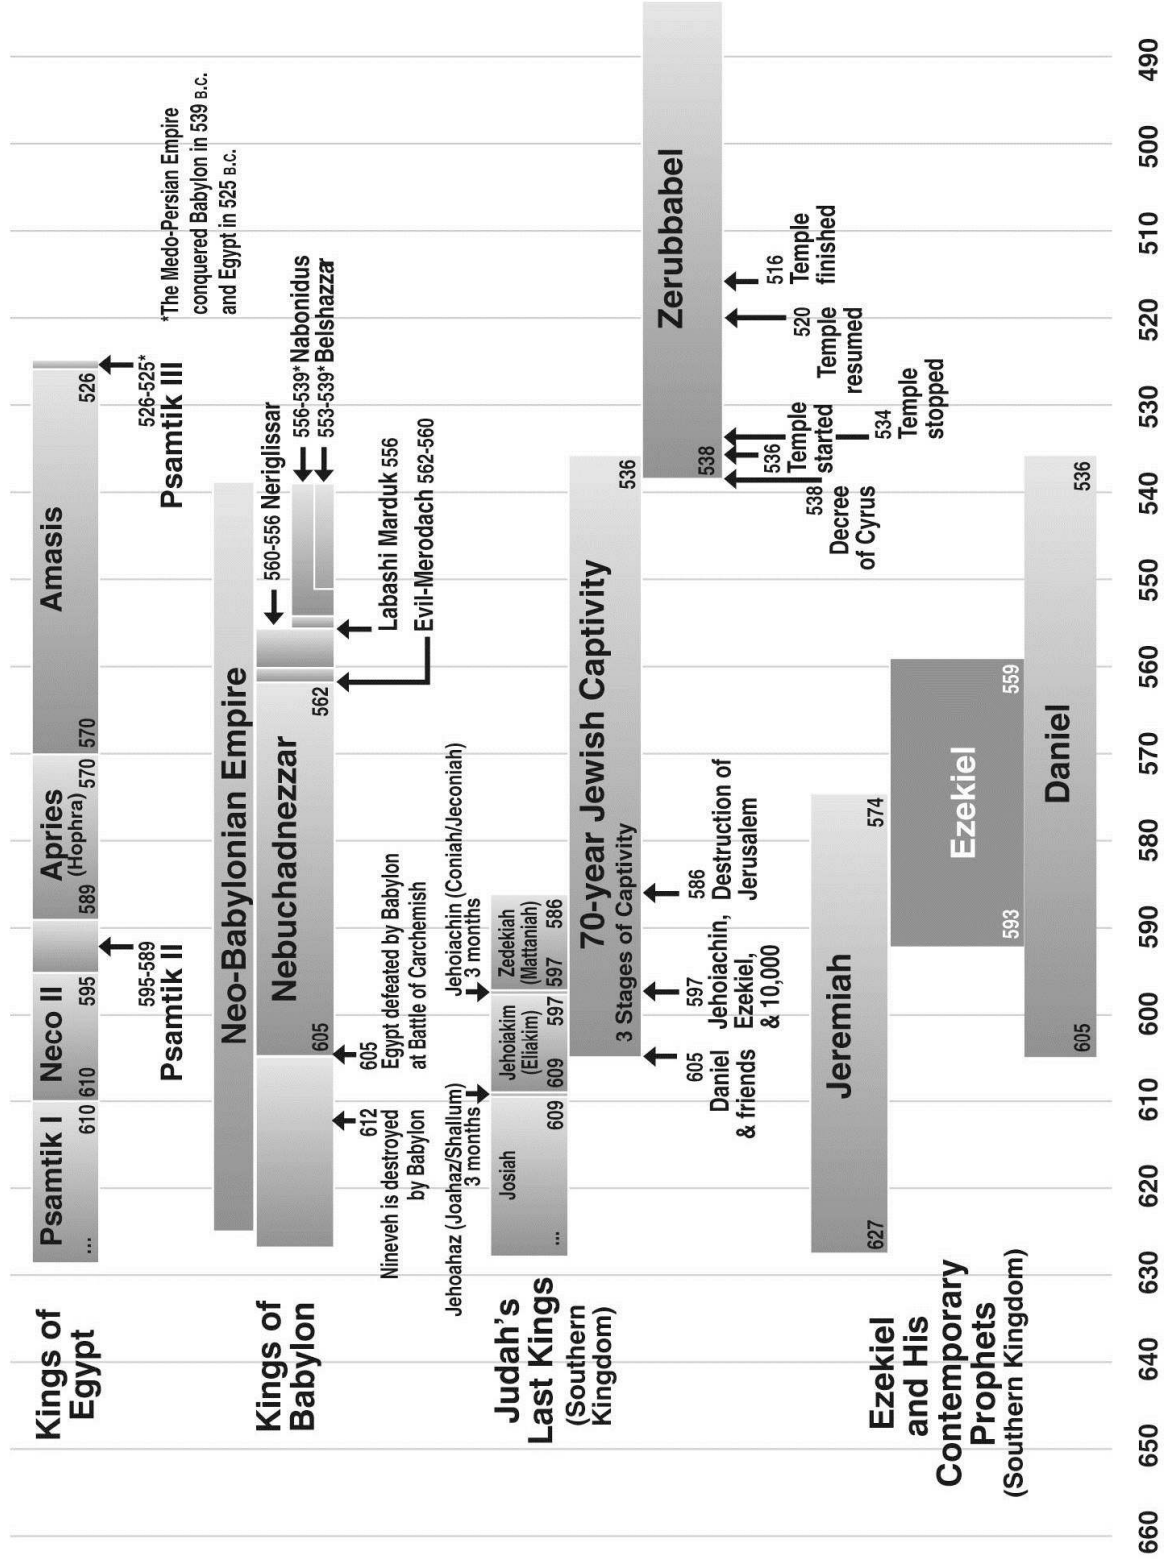 Kings of
Egypt
Psamtik I
...
610
Neco II
610
595
595-589
Psamtik II
Apries
(Hophra)
589
570
Amasis
570
526
526-525*
Psamtik III
*The Medo-Persian Empire
conquered Babylon in 539 B.C.
and Egypt in 525 B.C.
Kings of
Babylon
Neo-Babylonian Empire
Nebuchadnezzar
605
562
560-556 Neriglissar
556-539* Nabonidus
553-539* Belshazzar
Labashi Marduk 556
Evil-Merodach 562-560
612
Nineveh is destroyed
by Babylon
605
Egypt defeated by Babylon
at Battle of Carchemish
Judah's
Last Kings
(Southern
Kingdom)
Jehoahaz (Joahaz/Shallum)
3 months
Jehoiachin (Coniah/Jeconiah)
3 months
Josiah
...
609
Jehoiakim
(Eliakim)
609
597
Zedekiah
(Mattaniah)
597
586
70-year Jewish Captivity
3 Stages of Captivity
536
605
Daniel
& friends
597
Jehoiachin,
Ezekiel,
& 10,000
586
Destruction of
Jerusalem
Zerubbabel
538
538
Decree
of Cyrus
536
Temple
started
534
Temple
stopped
520
Temple
resumed
516
Temple
finished
Ezekiel
and His
Contemporary
Prophets
(Southern Kingdom)
Jeremiah
627
574
Ezekiel
593
559
Daniel
605
536
660
650
640
630
620
610
600
590
580
570
560
550
540
530
520
510
500
490